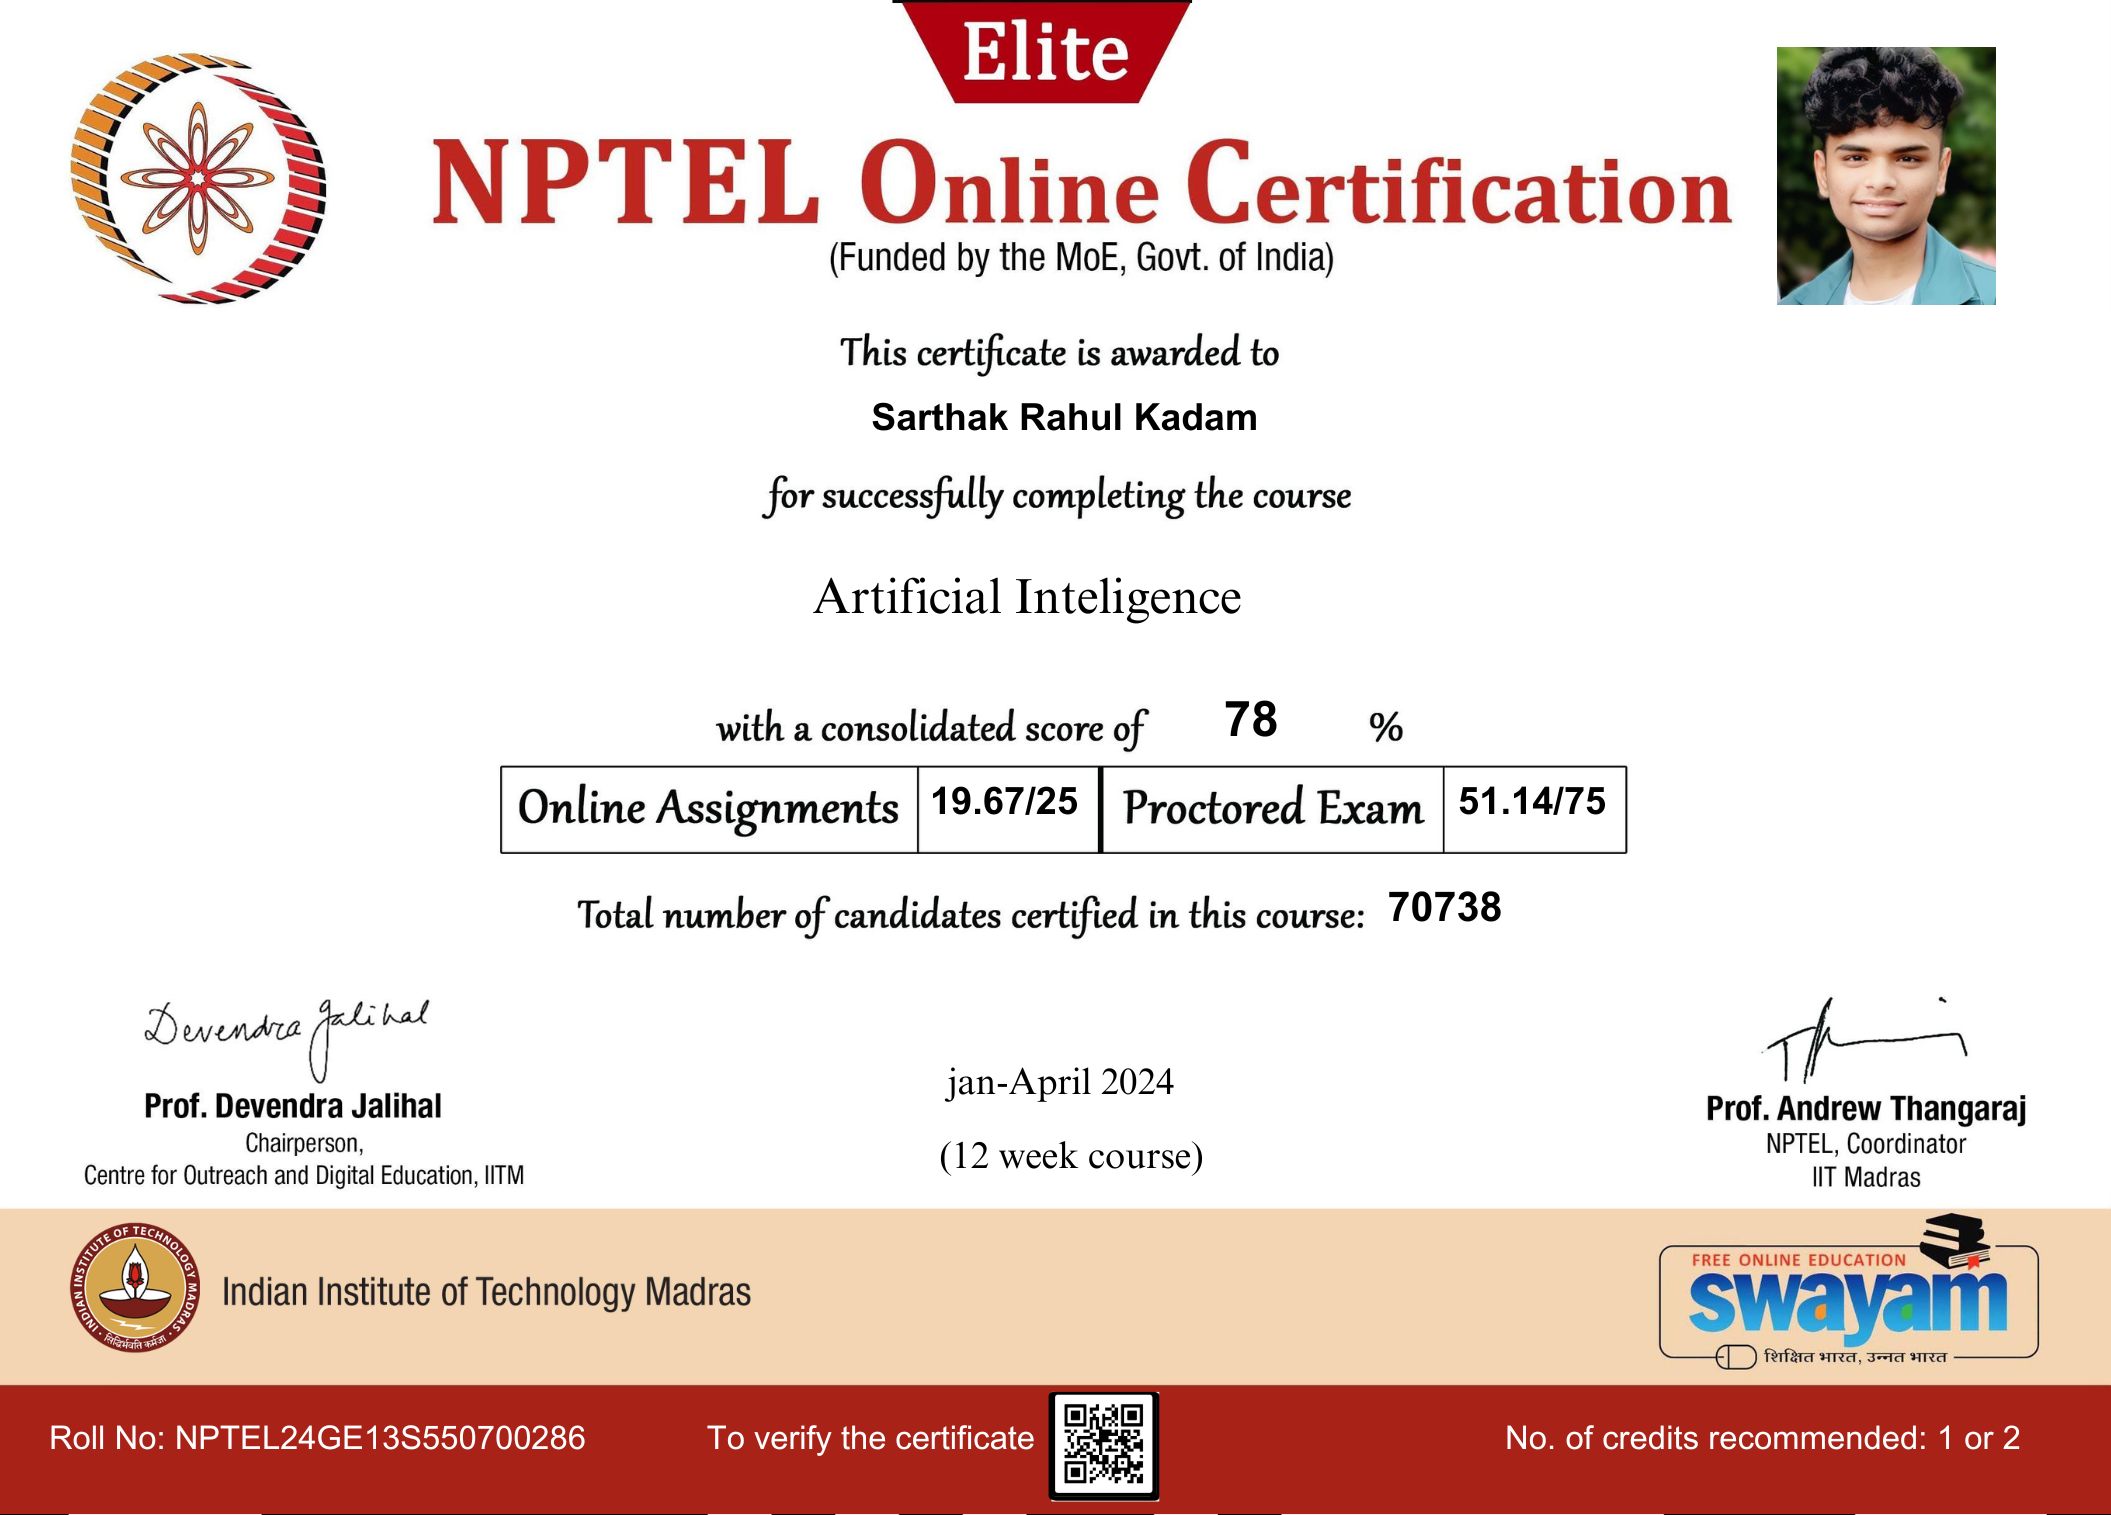 Elite
NPTEL Online Certification
(Funded by the MoE, Govt. of India)
This certificate is awarded to
Sarthak Rahul Kadam
for successfully completing the course
Artificial Inteligence
with a consolidated score of 78 %
Online Assignments 19.67/25 Proctored Exam 51.14/75
Total number of candidates certified in this course: 70738
Devendra Jalihal
Prof. Devendra Jalihal
Chairperson,
Centre for Outreach and Digital Education, IITM
jan-April 2024
(12 week course)
Prof. Andrew Thangaraj
NPTEL, Coordinator
IIT Madras
INDIAN INSTITUTE OF TECHNOLOGY MADRAS
सिद्धिर्भवति कर्मजा
Indian Institute of Technology Madras
FREE ONLINE EDUCATION
swayam
शिक्षित भारत, उन्नत भारत
Roll No: NPTEL24GE13S550700286
To verify the certificate
No. of credits recommended: 1 or 2